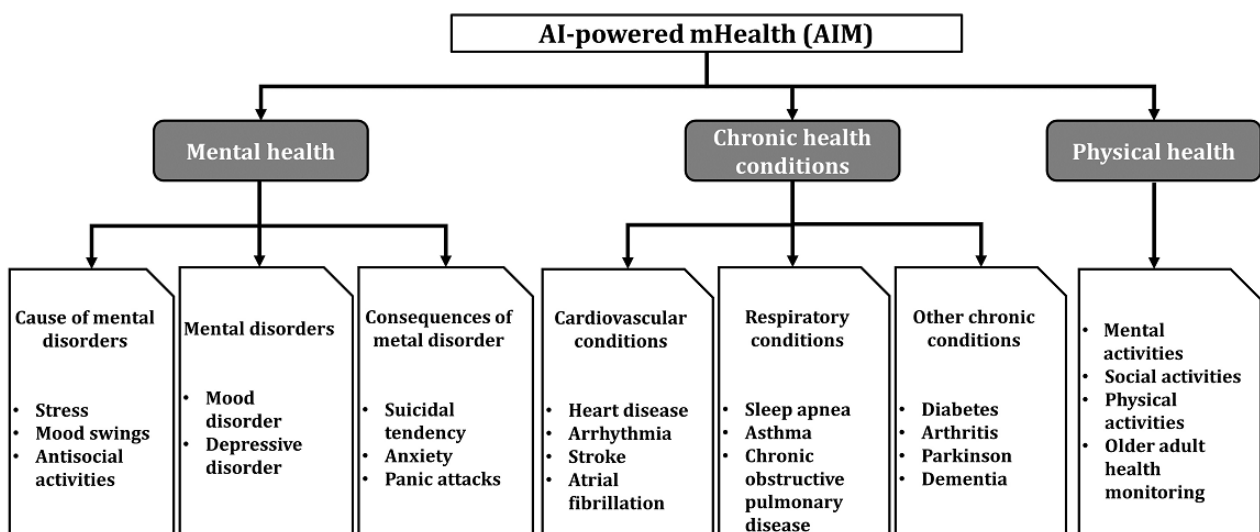 AI-powered mHealth (AIM)
Mental health
Chronic health
conditions
Physical health
Cause of mental
disorders
• Stress
• Mood swings
• Antisocial
activities
Mental disorders
• Mood
disorder
• Depressive
disorder
Consequences of
metal disorder
• Suicidal
tendency
• Anxiety
• Panic attacks
Cardiovascular
conditions
• Heart disease
• Arrhythmia
• Stroke
• Atrial
fibrillation
Respiratory
conditions
• Sleep apnea
• Asthma
• Chronic
obstructive
pulmonary
disease
Other chronic
conditions
• Diabetes
• Arthritis
• Parkinson
• Dementia
• Mental
activities
• Social activities
• Physical
activities
• Older adult
health
monitoring